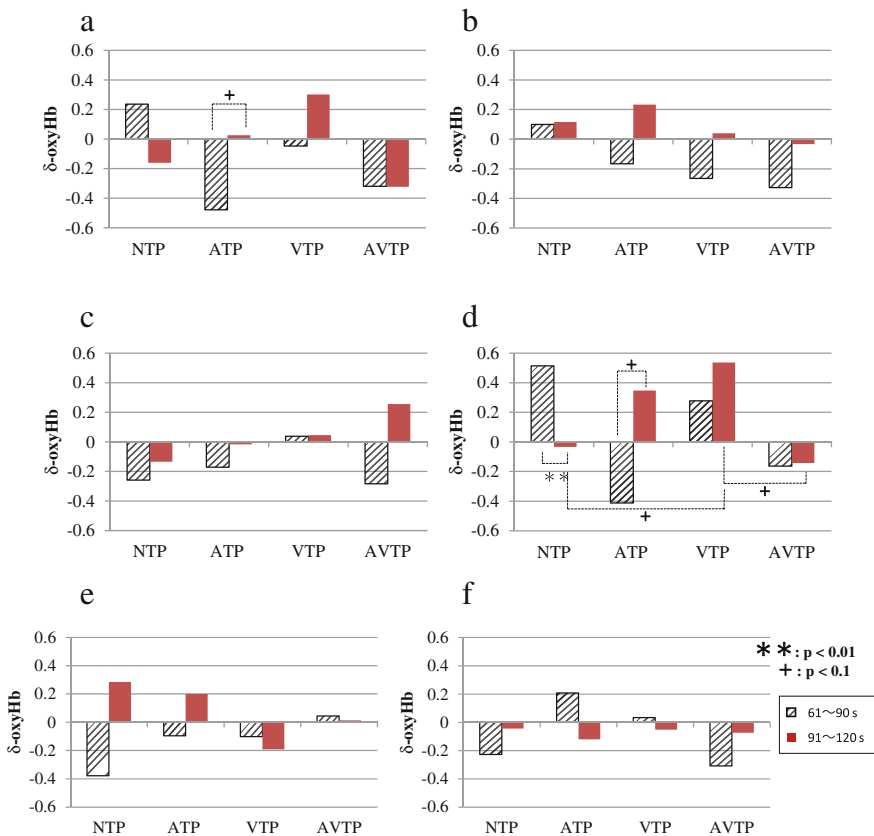 a
0.6
0.4
0.2
0
-0.2
-0.4
-0.6
δ-oxyHb
+
NTP ATP VTP AVTP
b
0.6
0.4
0.2
0
-0.2
-0.4
-0.6
δ-oxyHb
NTP ATP VTP AVTP
c
0.6
0.4
0.2
0
-0.2
-0.4
-0.6
δ-oxyHb
NTP ATP VTP AVTP
d
0.6
0.4
0.2
0
-0.2
-0.4
-0.6
δ-oxyHb
+
**
+
+
NTP ATP VTP AVTP
e
0.6
0.4
0.2
0
-0.2
-0.4
-0.6
δ-oxyHb
NTP ATP VTP AVTP
f
0.6
0.4
0.2
0
-0.2
-0.4
-0.6
δ-oxyHb
NTP ATP VTP AVTP
**: p < 0.01
+: p < 0.1
61~90 s
91~120 s